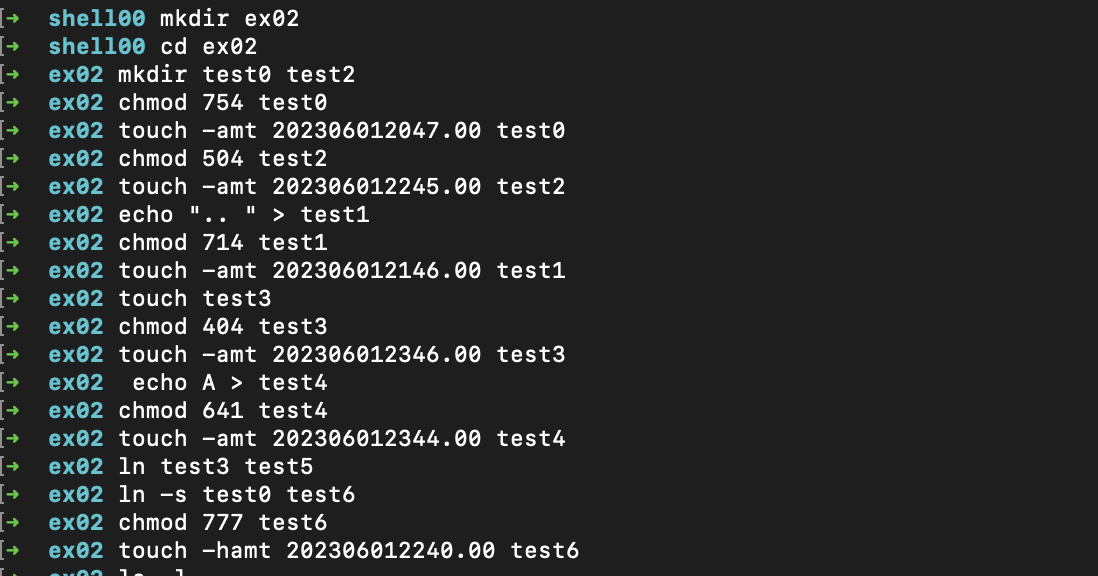 [➜ shell00 mkdir ex02
[➜ shell00 cd ex02
[➜ ex02 mkdir test0 test2
[➜ ex02 chmod 754 test0
[➜ ex02 touch -amt 202306012047.00 test0
[➜ ex02 chmod 504 test2
[➜ ex02 touch -amt 202306012245.00 test2
[➜ ex02 echo ".. " > test1
[➜ ex02 chmod 714 test1
[➜ ex02 touch -amt 202306012146.00 test1
[➜ ex02 touch test3
[➜ ex02 chmod 404 test3
[➜ ex02 touch -amt 202306012346.00 test3
[➜ ex02  echo A > test4
[➜ ex02 chmod 641 test4
[➜ ex02 touch -amt 202306012344.00 test4
[➜ ex02 ln test3 test5
[➜ ex02 ln -s test0 test6
[➜ ex02 chmod 777 test6
[➜ ex02 touch -hamt 202306012240.00 test6
ex02